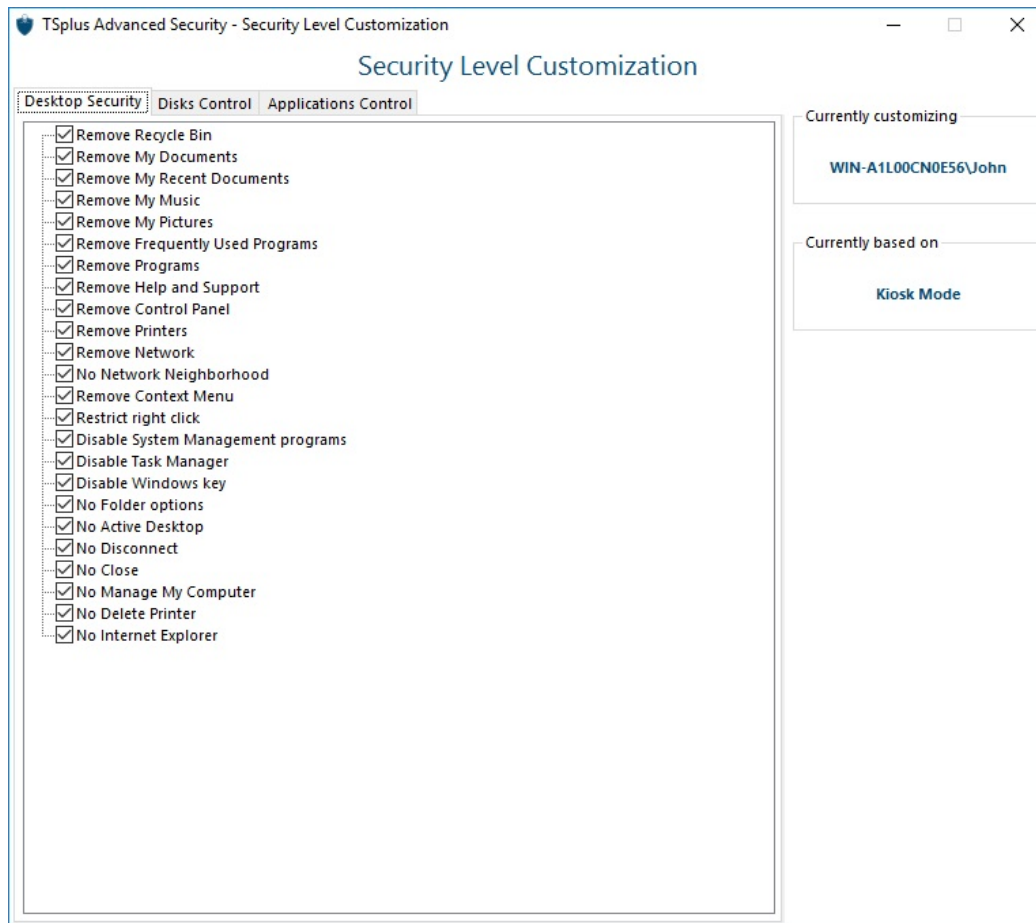 TSplus Advanced Security - Security Level Customization
Security Level Customization
Desktop Security
Disks Control
Applications Control
Remove Recycle Bin
Remove My Documents
Remove My Recent Documents
Remove My Music
Remove My Pictures
Remove Frequently Used Programs
Remove Programs
Remove Help and Support
Remove Control Panel
Remove Printers
Remove Network
No Network Neighborhood
Remove Context Menu
Restrict right click
Disable System Management programs
Disable Task Manager
Disable Windows key
No Folder options
No Active Desktop
No Disconnect
No Close
No Manage My Computer
No Delete Printer
No Internet Explorer
Currently customizing
WIN-A1L00CN0E56\John
Currently based on
Kiosk Mode